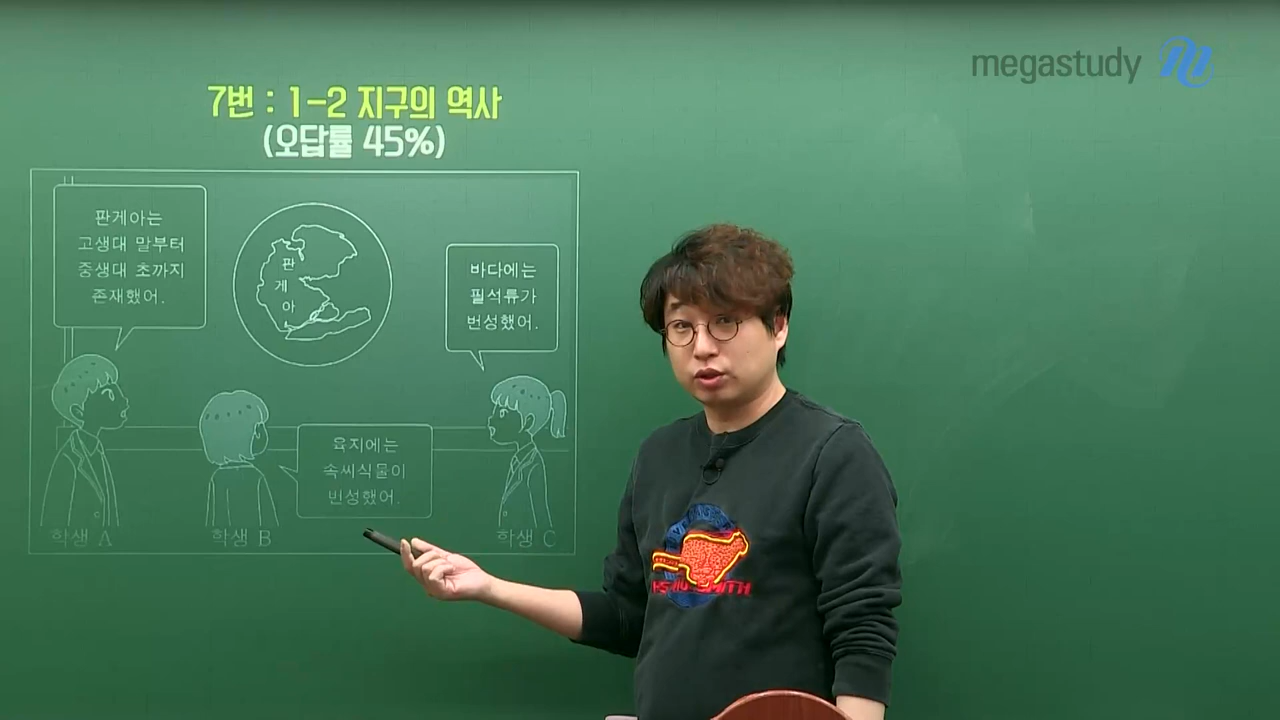 megastudy
7번 : 1-2 지구의 역사
(오답률 45%)
판게아는
고생대 말부터
중생대 초까지
존재했어.
판
게
아
바다에는
필석류가
번성했어.
육지에는
속씨식물이
번성했어.
학생 A
학생 B
학생 C